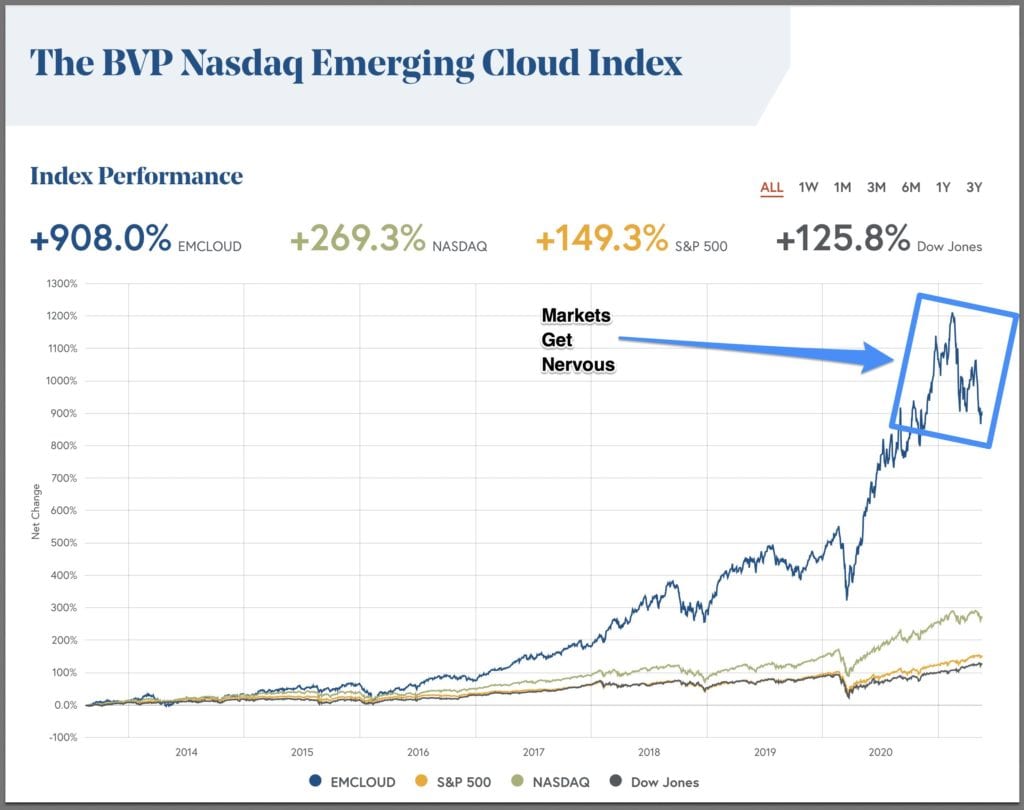 The BVP Nasdaq Emerging Cloud Index
Index Performance
ALL 1W 1M 3M 6M 1Y 3Y
+908.0% EMCLOUD +269.3% NASDAQ +149.3% S&P 500 +125.8% Dow Jones
1300%
1200%
1100%
1000%
900%
800%
700%
600%
500%
400%
300%
200%
100%
0.0%
-100%
Net Change
Markets
Get
Nervous
2014 2015 2016 2017 2018 2019 2020
EMCLOUD S&P 500 NASDAQ Dow Jones